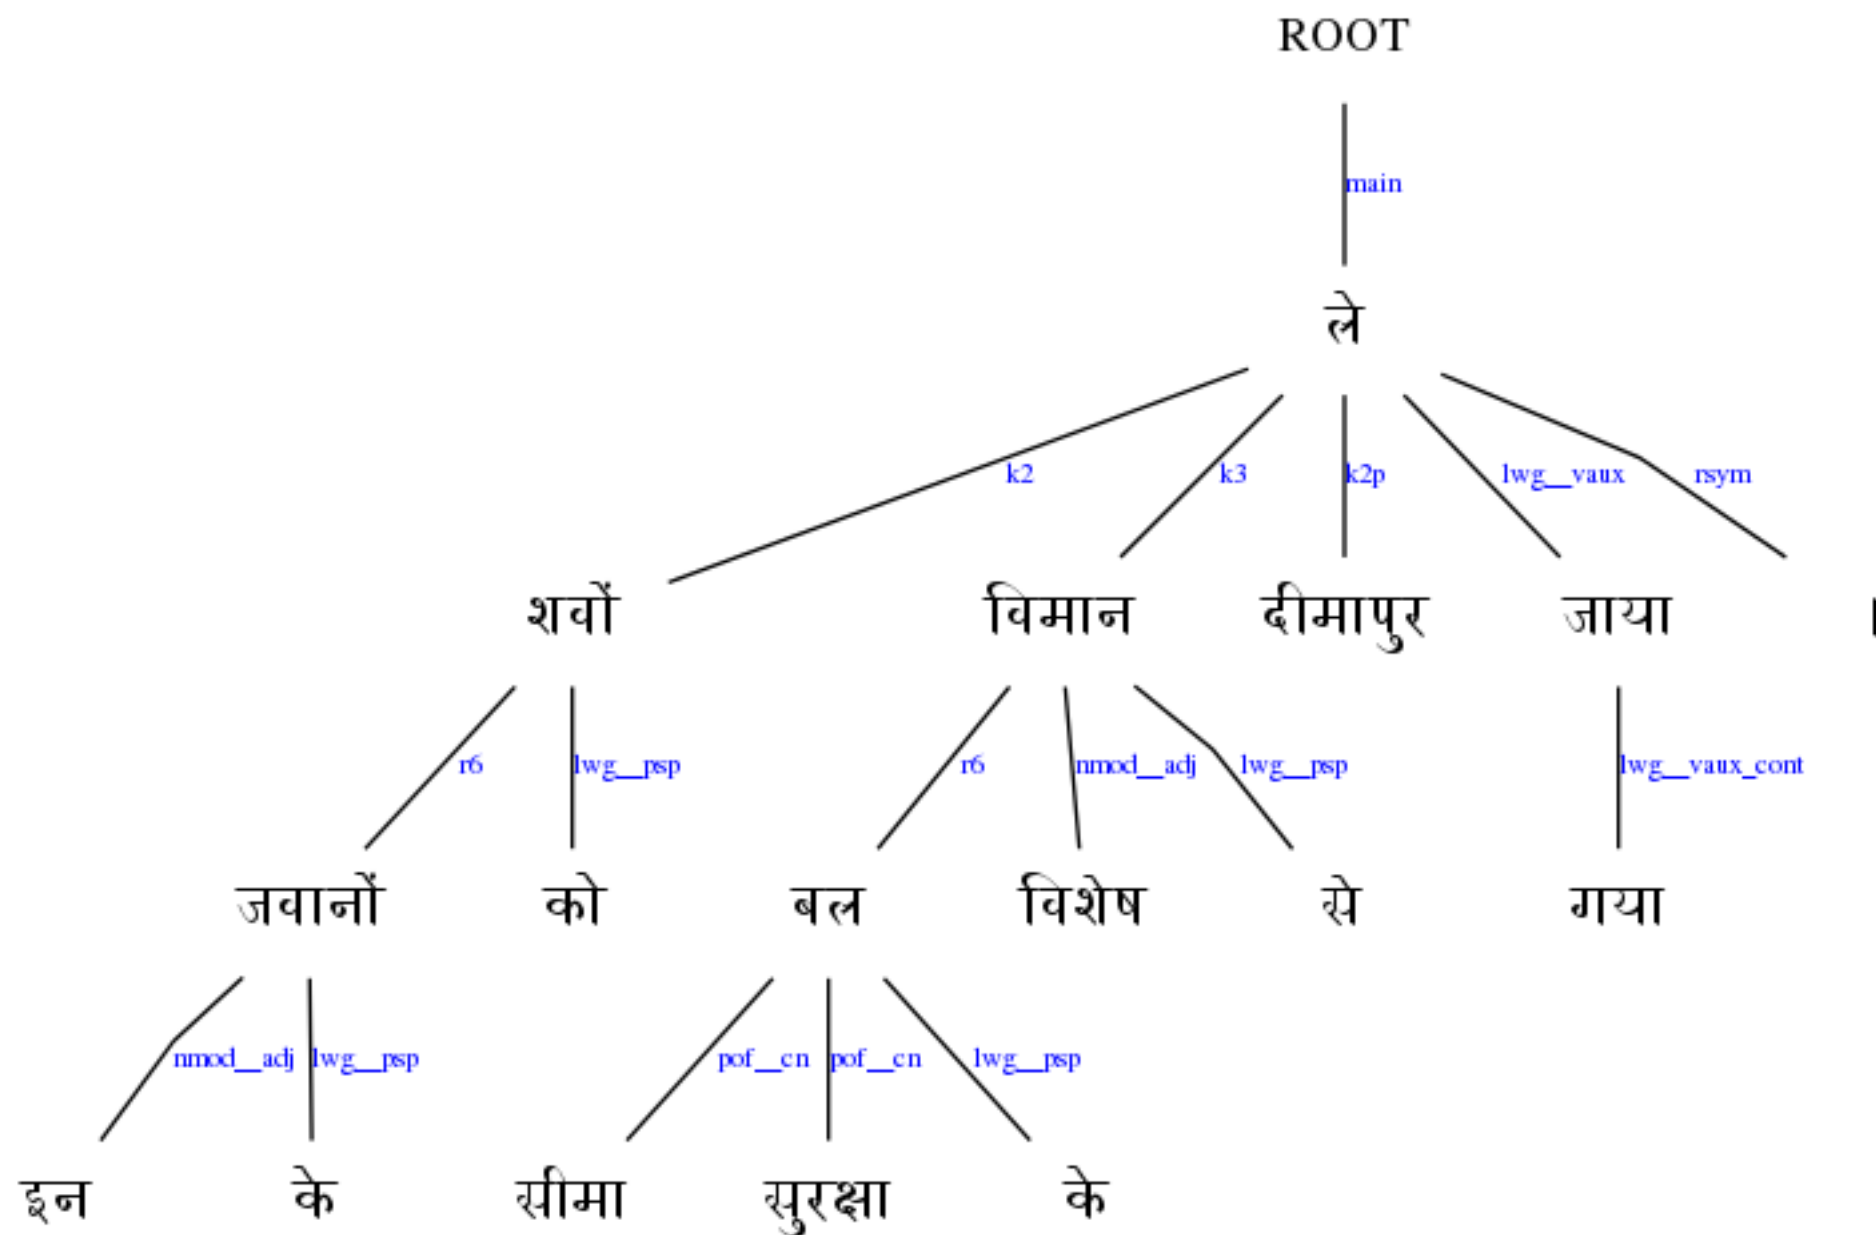 ROOT
main
ले
k2 k3 k2p lwg__vaux rsym
शवों विमान दीमापुर जाया ।
r6 lwg__psp r6 nmod__adj lwg__psp lwg__vaux_cont
जवानों को बल विशेष से गया
nmod__adj lwg__psp pof__cn pof__cn lwg__psp
इन के सीमा सुरक्षा के